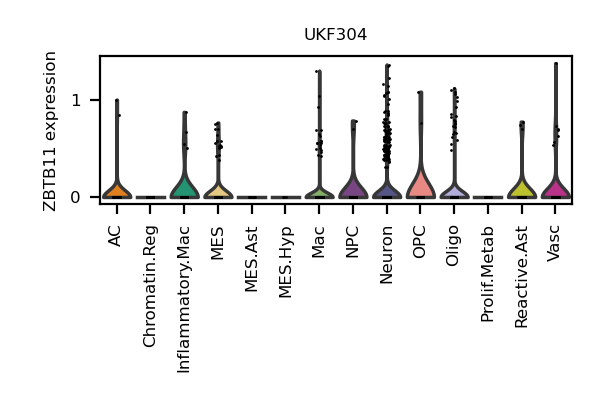 UKF304
ZBTB11 expression
1
0
AC
Chromatin.Reg
Inflammatory.Mac
MES
MES.Ast
MES.Hyp
Mac
NPC
Neuron
OPC
Oligo
Prolif.Metab
Reactive.Ast
Vasc